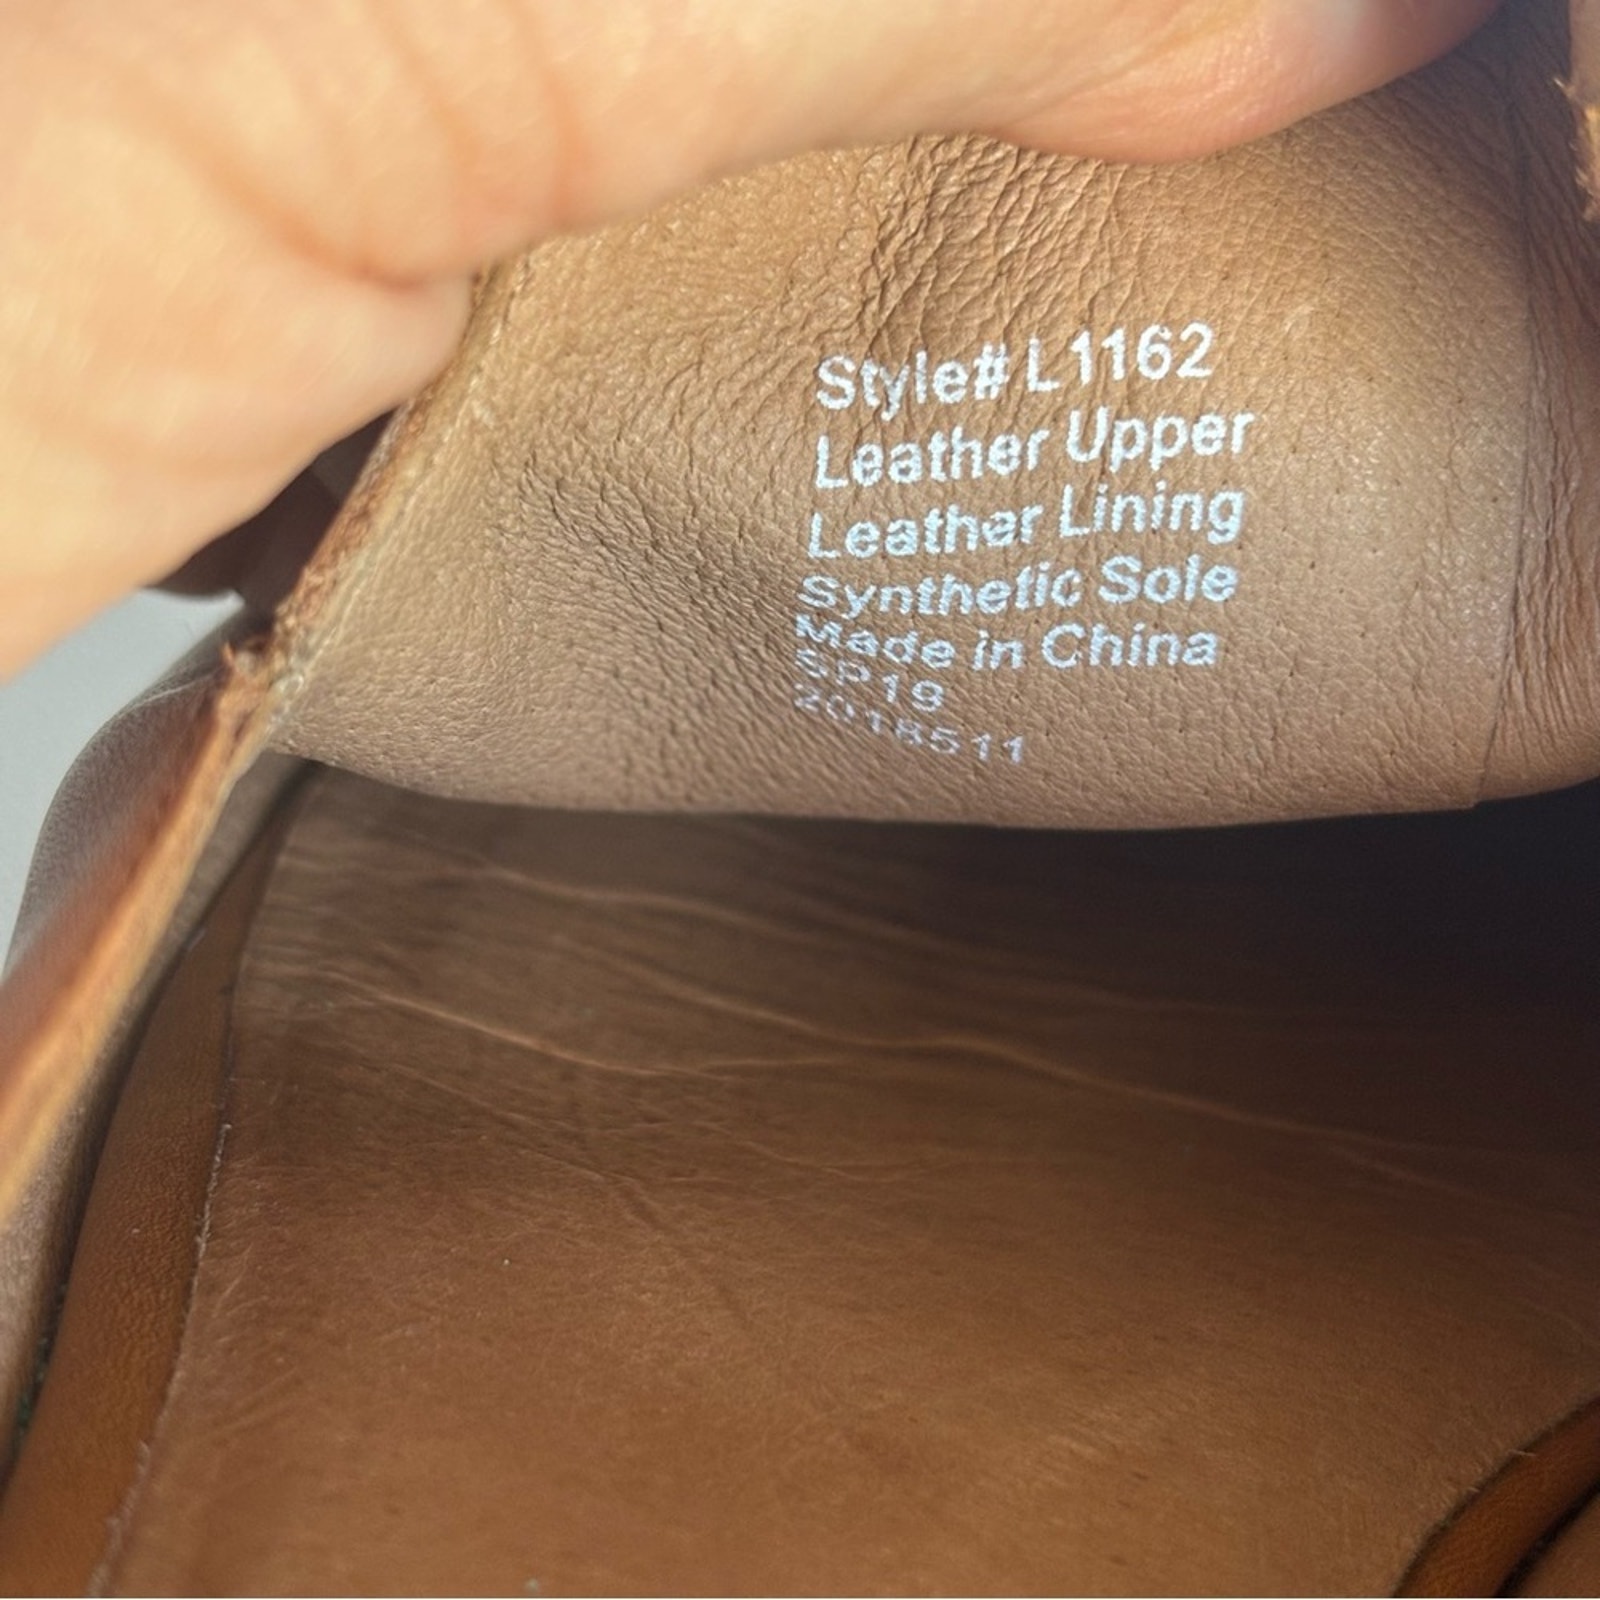 Style# L1162
Leather Upper
Leather Lining
Synthetic Sole
Made in China
SP19
2018511